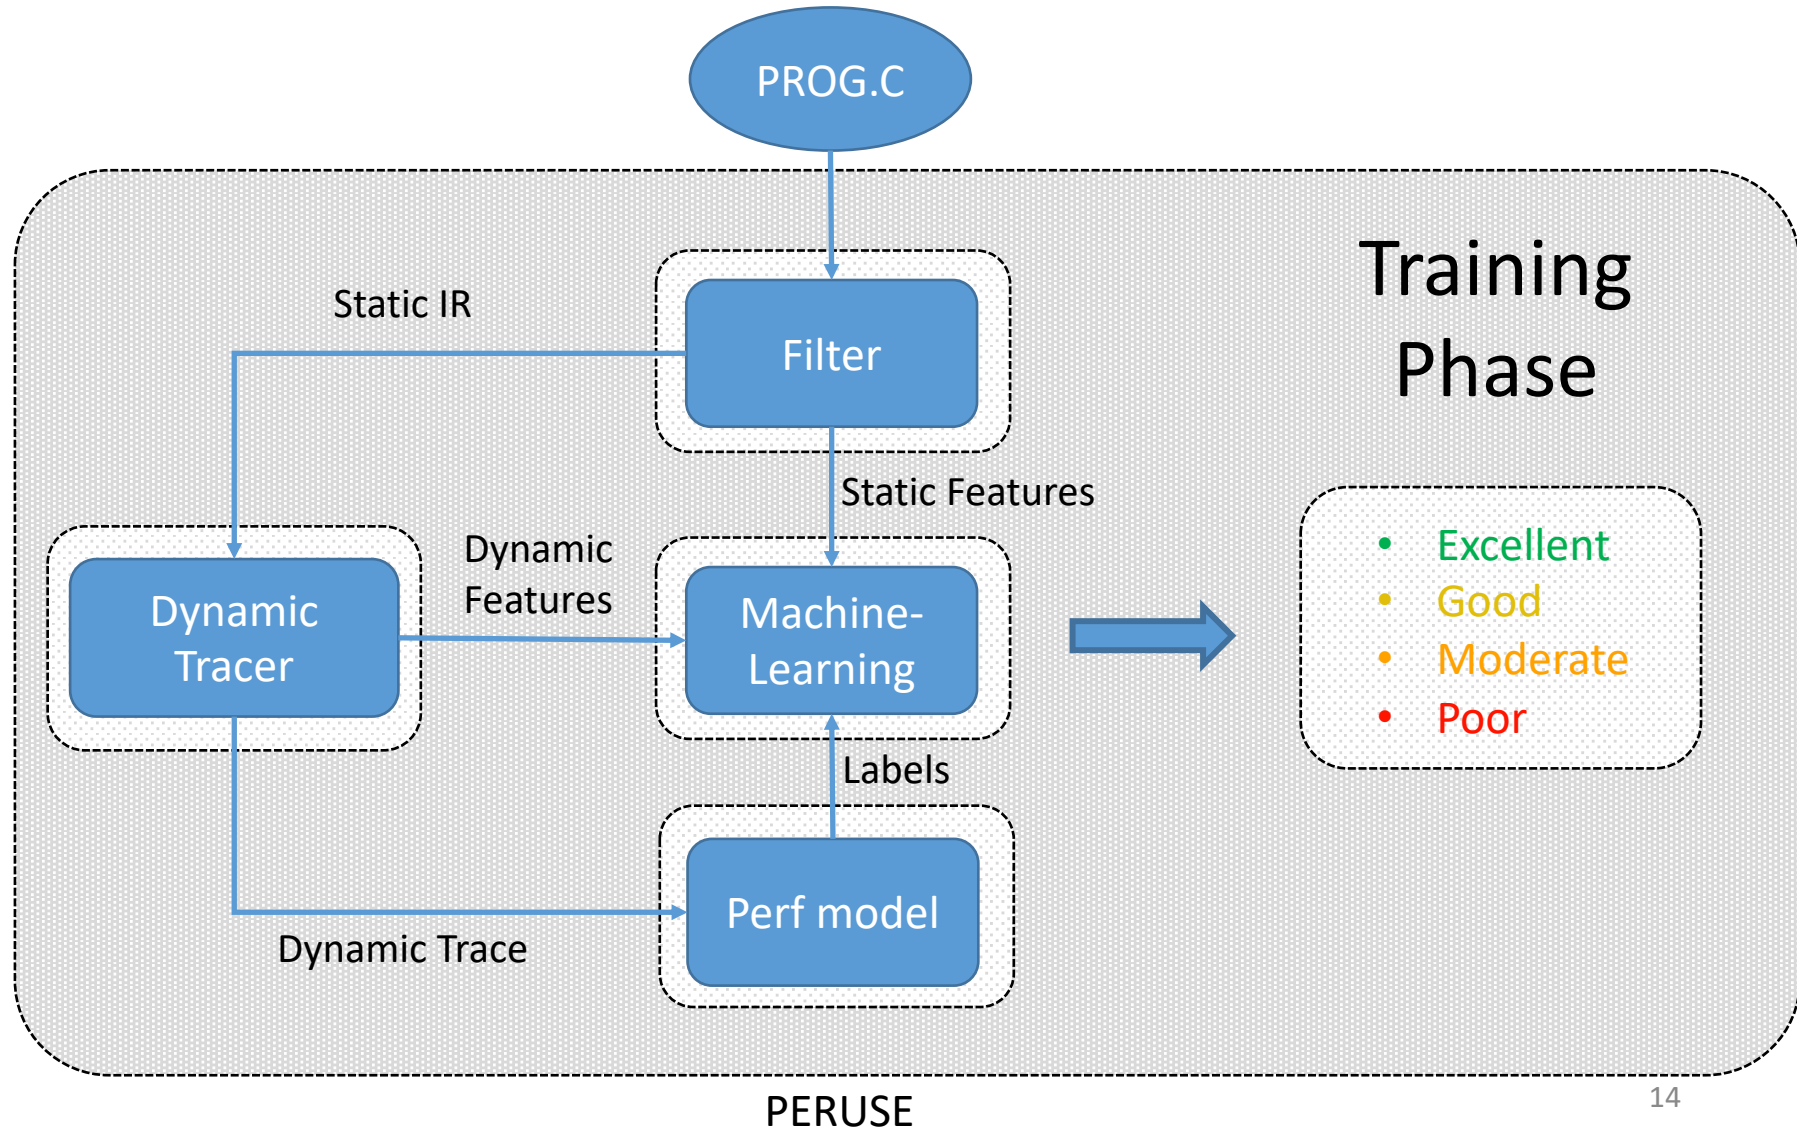 PROG.C
Training
Phase
Static IR
Filter
Static Features
Dynamic
Features
Dynamic
Tracer
Machine-
Learning
• Excellent
• Good
• Moderate
• Poor
Labels
Perf model
Dynamic Trace
PERUSE
14